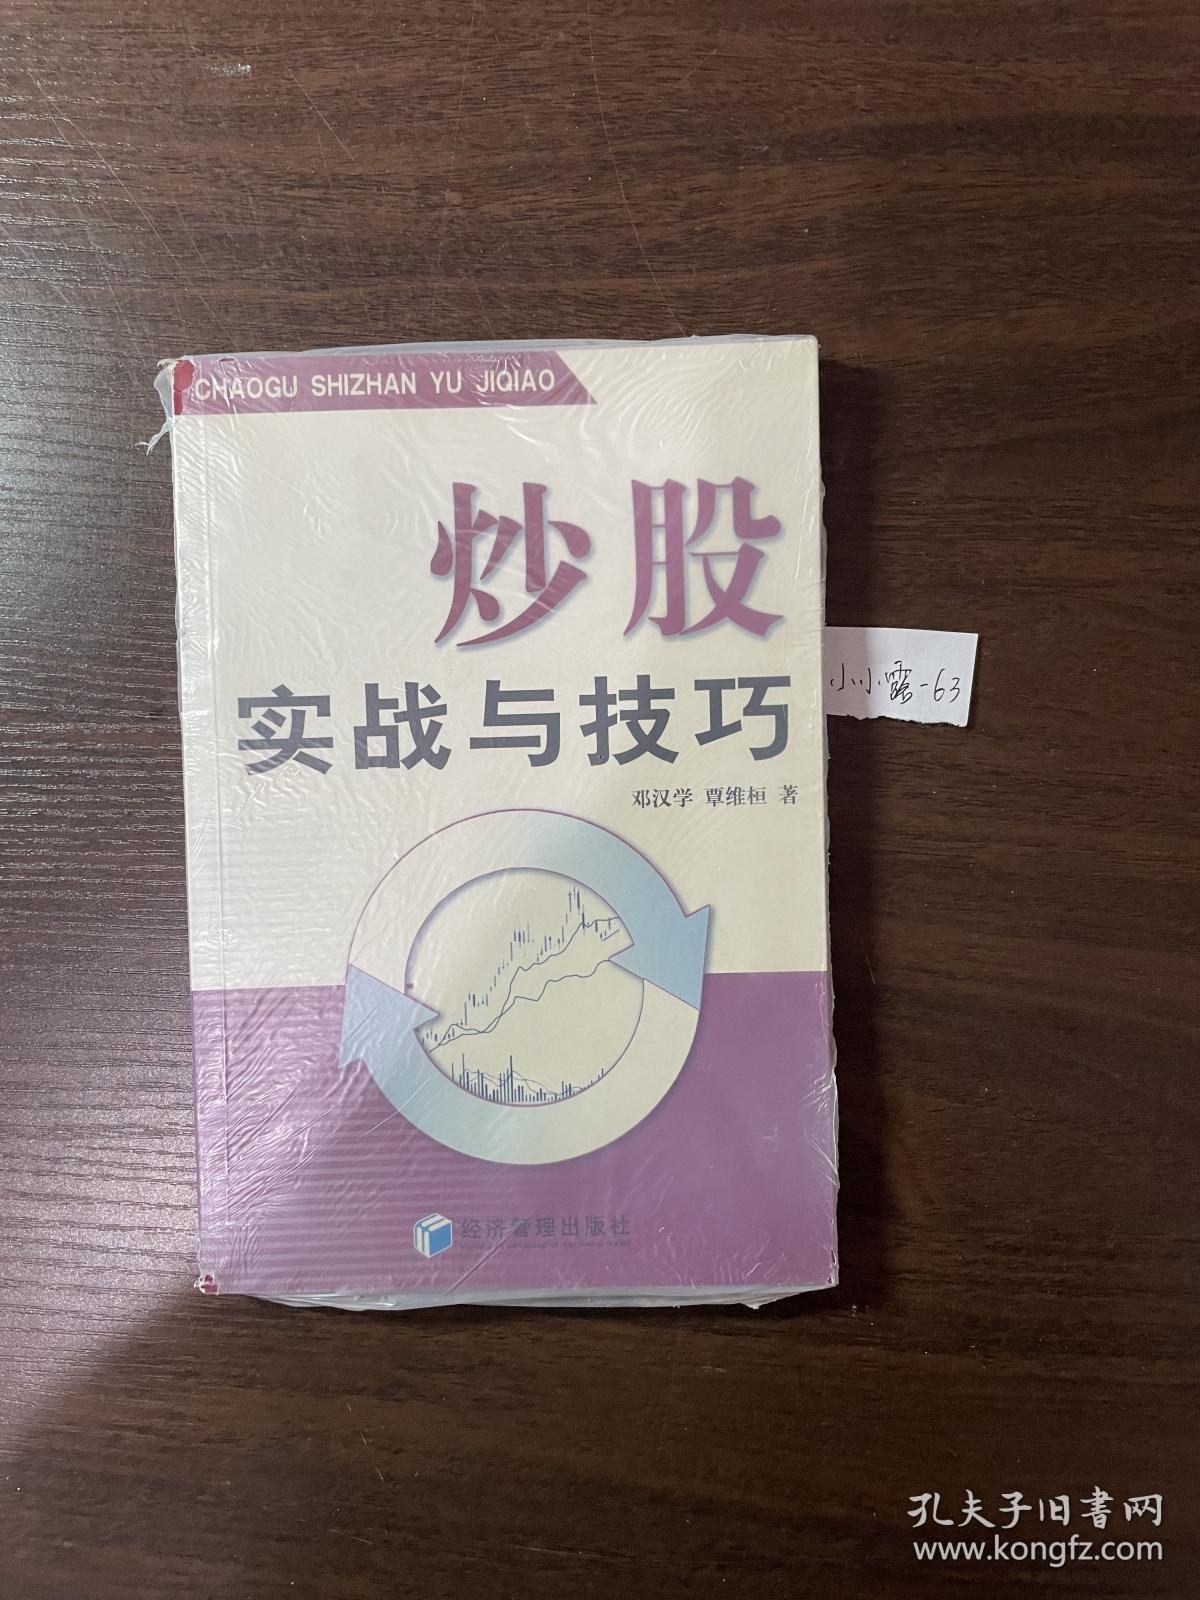 CHAOGU SHIZHAN YU JIQIAO
炒股
实战与技巧
邓汉学 覃维桓 著
小小露-63
经济管理出版社
孔夫子旧书网
www.kongfz.com